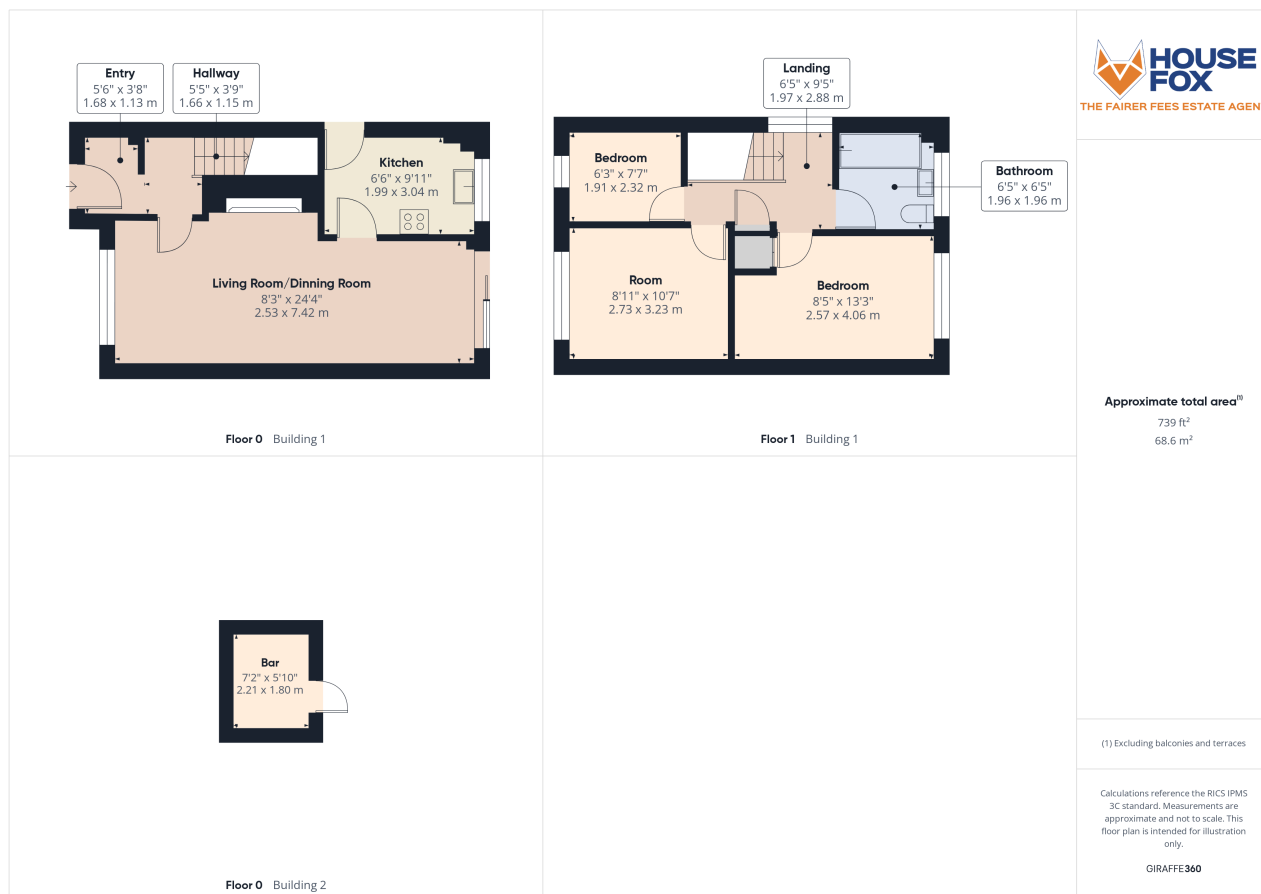 Entry
5'6" x 3'8"
1.68 x 1.13 m
Hallway
5'5" x 3'9"
1.66 x 1.15 m
Kitchen
6'6" x 9'11"
1.99 x 3.04 m
Living Room/Dinning Room
8'3" x 24'4"
2.53 x 7.42 m
Floor 0 Building 1
Landing
6'5" x 9'5"
1.97 x 2.88 m
Bedroom
6'3" x 7'7"
1.91 x 2.32 m
Bathroom
6'5" x 6'5"
1.96 x 1.96 m
Room
8'11" x 10'7"
2.73 x 3.23 m
Bedroom
8'5" x 13'3"
2.57 x 4.06 m
Floor 1 Building 1
Bar
7'2" x 5'10"
2.21 x 1.80 m
Floor 0 Building 2
HOUSE
FOX
THE FAIRER FEES ESTATE AGEN
Approximate total area(1)
739 ft²
68.6 m²
(1) Excluding balconies and terraces
Calculations reference the RICS IPMS
3C standard. Measurements are
approximate and not to scale. This
floor plan is intended for illustration
only.
GIRAFFE360